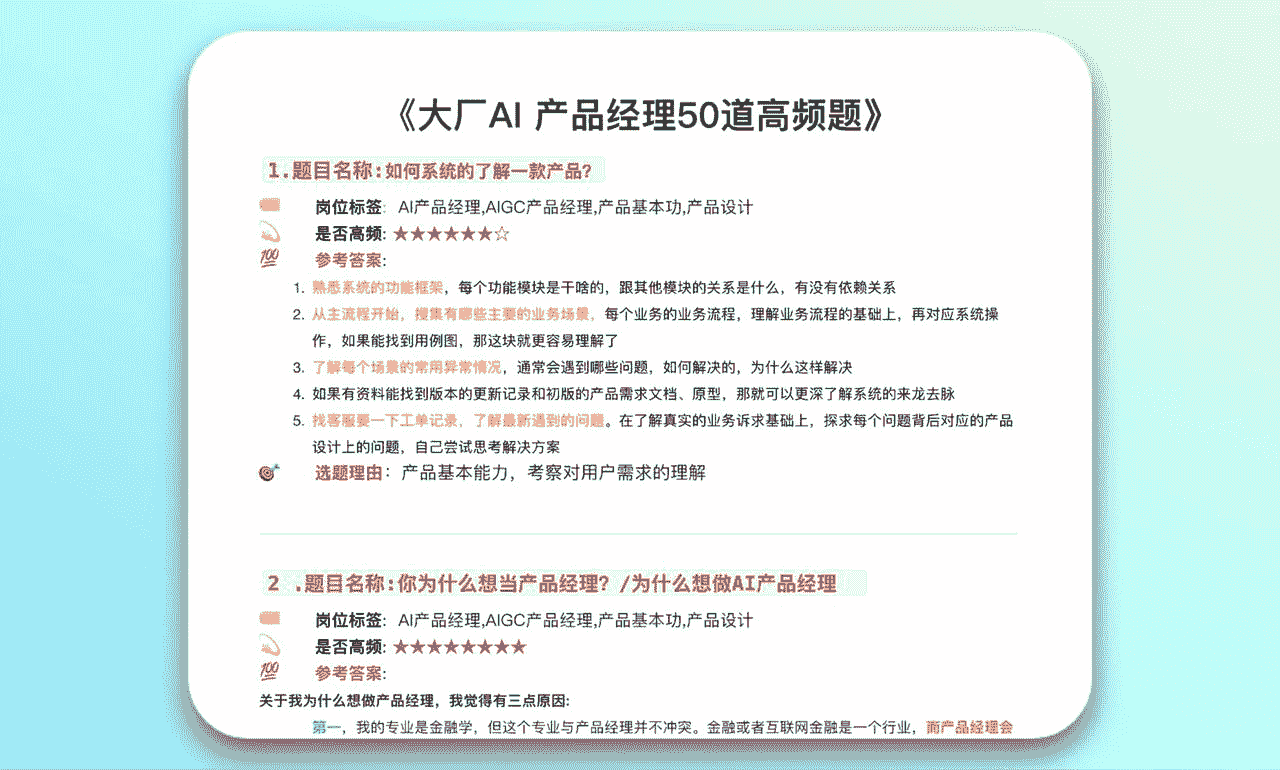 《大厂AI 产品经理50道高频题》
1.题目名称:如何系统的了解一款产品?
岗位标签: AI产品经理,AIGC产品经理,产品基本功,产品设计
是否高频: ★★★★★★☆
💯 参考答案:
1. 熟悉系统的功能框架，每个功能模块是干啥的，跟其他模块的关系是什么，有没有依赖关系
2. 从主流程开始，搜集有哪些主要的业务场景，每个业务的业务流程，理解业务流程的基础上，再对应系统操
作，如果能找到用例图，那这块就更容易理解了
3. 了解每个场景的常用异常情况，通常会遇到哪些问题，如何解决的，为什么这样解决
4. 如果有资料能找到版本的更新记录和初版的产品需求文档、原型，那就可以更深了解系统的来龙去脉
5. 找客服要一下工单记录，了解最新遇到的问题。在了解真实的业务诉求基础上，探求每个问题背后对应的产品
设计上的问题，自己尝试思考解决方案
🎯 选题理由：产品基本能力，考察对用户需求的理解
2 .题目名称:你为什么想当产品经理? /为什么想做AI产品经理
岗位标签: AI产品经理,AIGC产品经理,产品基本功,产品设计
是否高频: ★★★★★★★★
💯 参考答案:
关于我为什么想做产品经理，我觉得有三点原因:
第一，我的专业是金融学，但这个专业与产品经理并不冲突。金融或者互联网金融是一个行业，而产品经理会